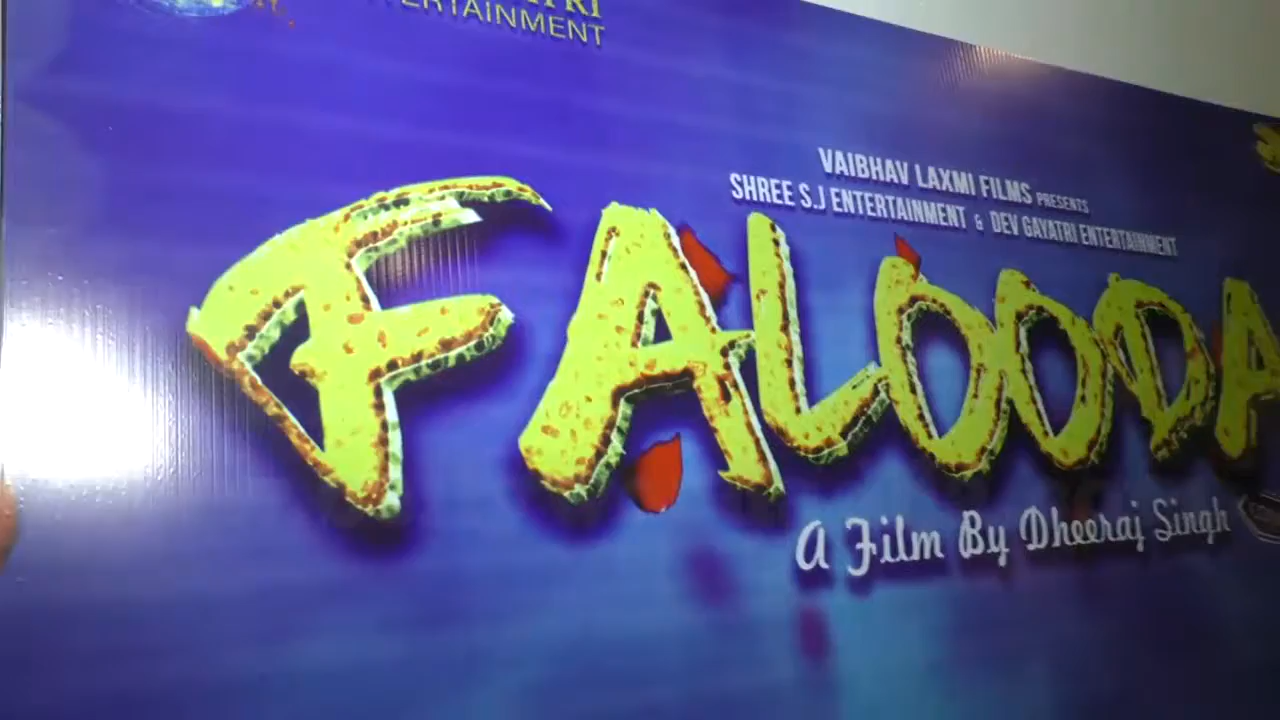 ENTERTAINMENT
VAIBHAV LAXMI FILMS PRESENTS
SHREE S.J ENTERTAINMENT & DEV GAYATRI ENTERTAINMENT
FALOODA
A Film By Dheeraj Singh